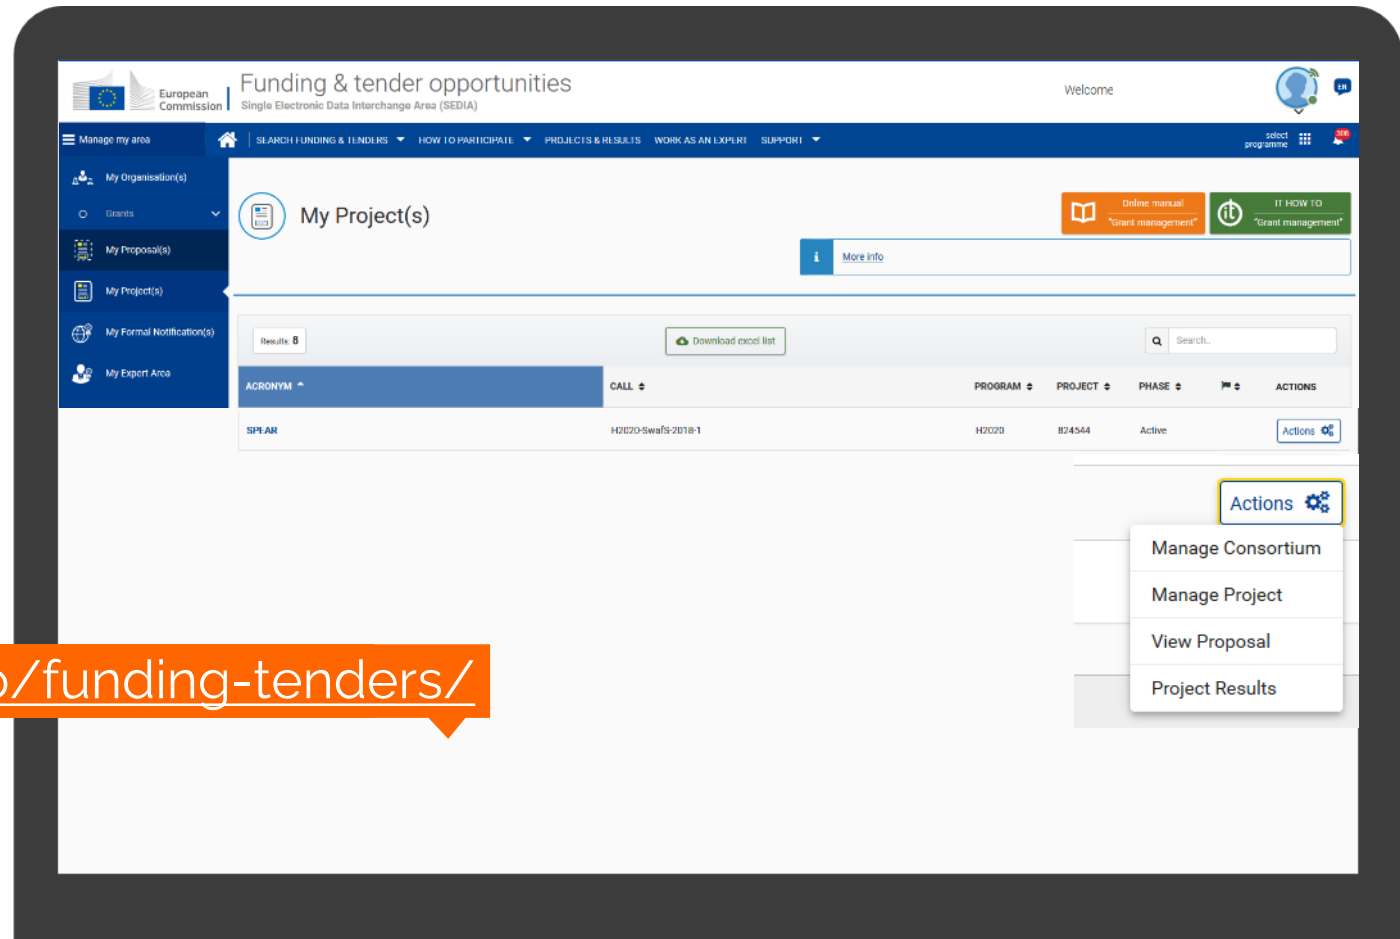 European
Commission
Funding & tender opportunities
Single Electronic Data Interchange Area (SEDIA)
Welcome
EN
Manage my area
SEARCH FUNDING & TENDERS
HOW TO PARTICIPATE
PROJECTS & RESULTS
WORK AS AN EXPERT
SUPPORT
select
programme
306
My Organisation(s)
Grants
My Proposal(s)
My Project(s)
My Formal Notification(s)
My Expert Area
My Project(s)
Online manual
"Grant management"
it
IT HOW TO
"Grant management"
i
More info
Results: 8
Download excel list
Search..
ACRONYM
CALL
PROGRAM
PROJECT
PHASE
ACTIONS
SPEAR
H2020-SwafS-2018-1
H2020
824544
Active
Actions
Actions
Manage Consortium
Manage Project
View Proposal
Project Results
/funding-tenders/